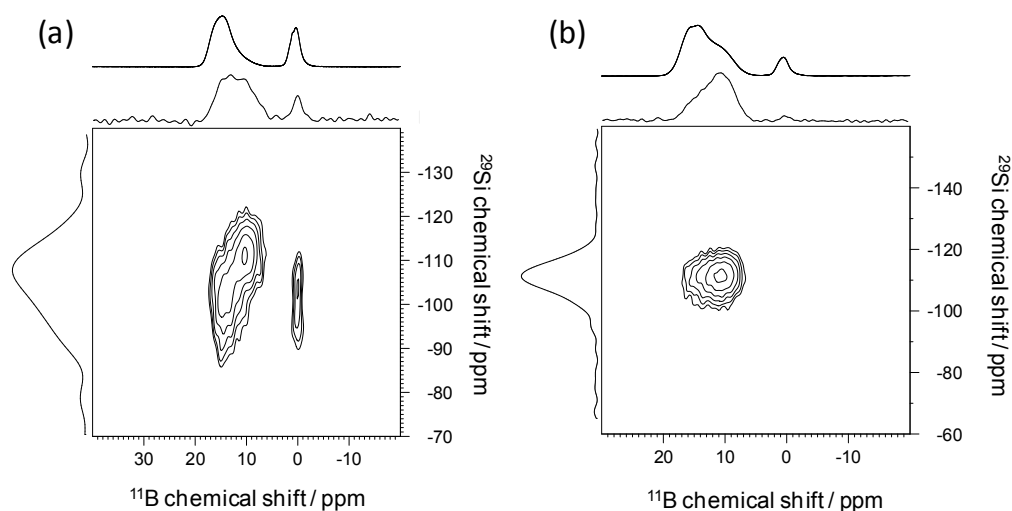 (a)
-130
-120
-110
-100
-90
-80
-70
²⁹Si chemical shift / ppm
30 20 10 0 -10
¹¹B chemical shift / ppm
(b)
-140
-120
-100
-80
-60
²⁹Si chemical shift / ppm
20 10 0 -10
¹¹B chemical shift / ppm